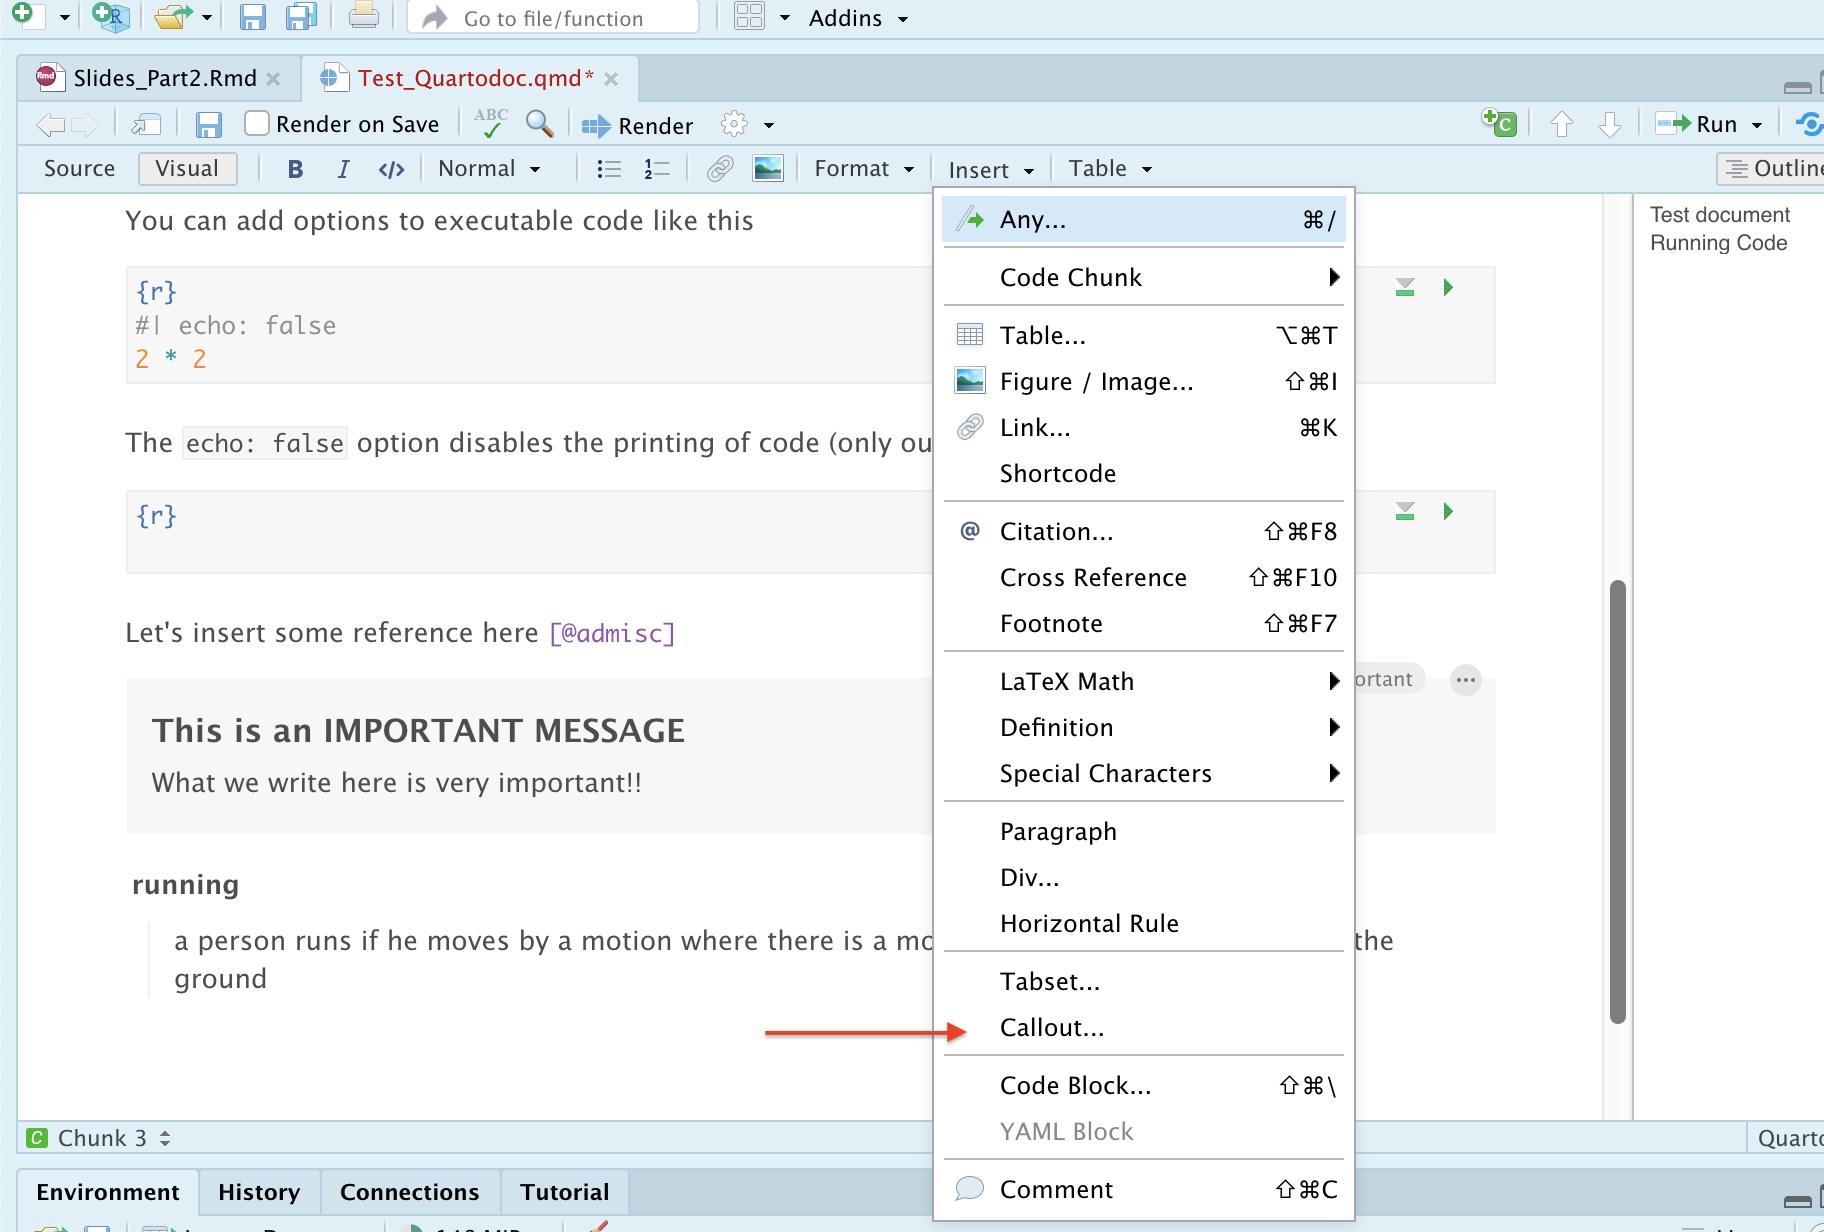 Go to file/function
Addins
Slides_Part2.Rmd
Test_Quartodoc.qmd*
Render on Save
ABC
Render
Run
Source
Visual
B
I
</>
Normal
Format
Insert
Table
Outline
You can add options to executable code like this
{r}
#| echo: false
2 * 2
The echo: false option disables the printing of code (only ou
{r}
Let's insert some reference here [@admisc]
ortant
This is an IMPORTANT MESSAGE
What we write here is very important!!
running
a person runs if he moves by a motion where there is a mo
the
ground
Any... ⌘/
Code Chunk
Table... ⌥⌘T
Figure / Image... ⇧⌘I
Link... ⌘K
Shortcode
@ Citation... ⇧⌘F8
Cross Reference ⇧⌘F10
Footnote ⇧⌘F7
LaTeX Math
Definition
Special Characters
Paragraph
Div...
Horizontal Rule
Tabset...
Callout...
Code Block... ⇧⌘\
YAML Block
Comment ⇧⌘C
Test document
Running Code
C Chunk 3
Quarto
Environment
History
Connections
Tutorial